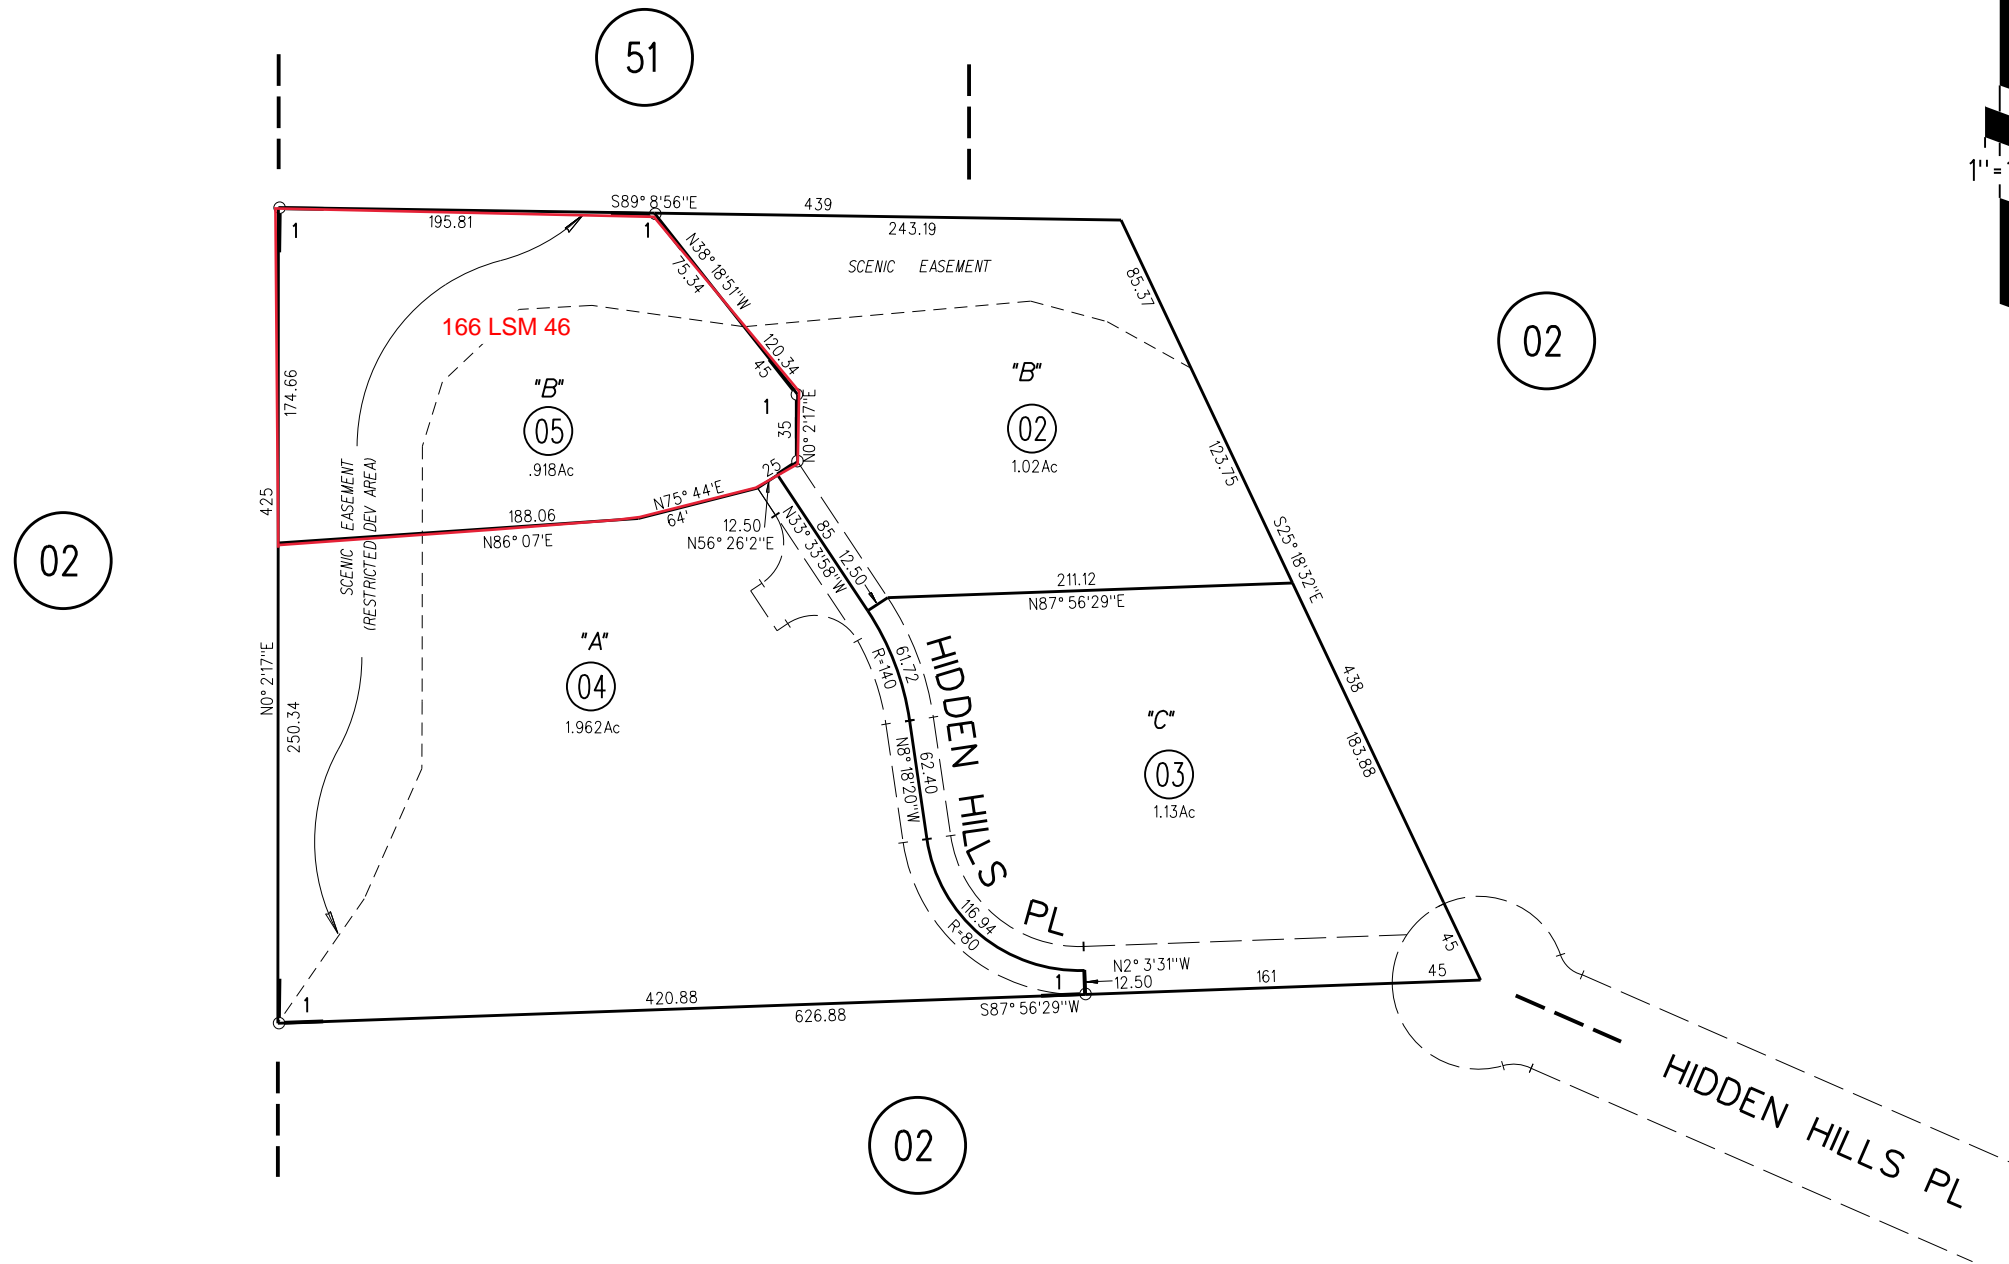 51
1"=
S89° 8'56"E
439
195.81
243.19
1
1
N38° 18'51"W
75.34
SCENIC EASEMENT
85.37
166 LSM 46
120.34
45
02
174.66
"B"
05
.918Ac
1
35
N0° 2'17"E
"B"
02
1.02Ac
123.75
25
425
SCENIC EASEMENT
(RESTRICTED DEV AREA)
N75° 44'E
64'
188.06
N86° 07'E
12.50
N56° 26'2"E
N33° 33'58"W
85
12.50
02
S25° 18'32"E
211.12
N87° 56'29"E
"A"
04
1.962Ac
N0° 2'17"E
250.34
R=140
61.72
HIDDEN HILLS PL
438
"C"
03
1.13Ac
183.88
N8° 18'20"W
62.40
116.94
R=80
45
N2° 3'31"W
12.50
1
161
45
1
420.88
626.88
S87° 56'29"W
HIDDEN HILLS PL
02